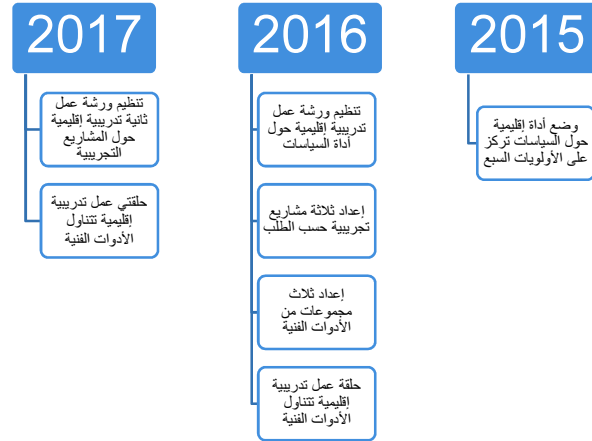 2015
وضع أداة إقليمية
حول السياسات تركز
على الأولويات السبع
2016
تنظيم ورشة عمل
تدريبية إقليمية حول
أداة السياسات
إعداد ثلاثة مشاريع
تجريبية حسب الطلب
إعداد ثلاث
مجموعات من
الأدوات الفنية
حلقة عمل تدريبية
إقليمية تتناول
الأدوات الفنية
2017
تنظيم ورشة عمل
ثانية تدريبية إقليمية
حول المشاريع
التجريبية
حلقتي عمل تدريبية
إقليمية تتناول
الأدوات الفنية